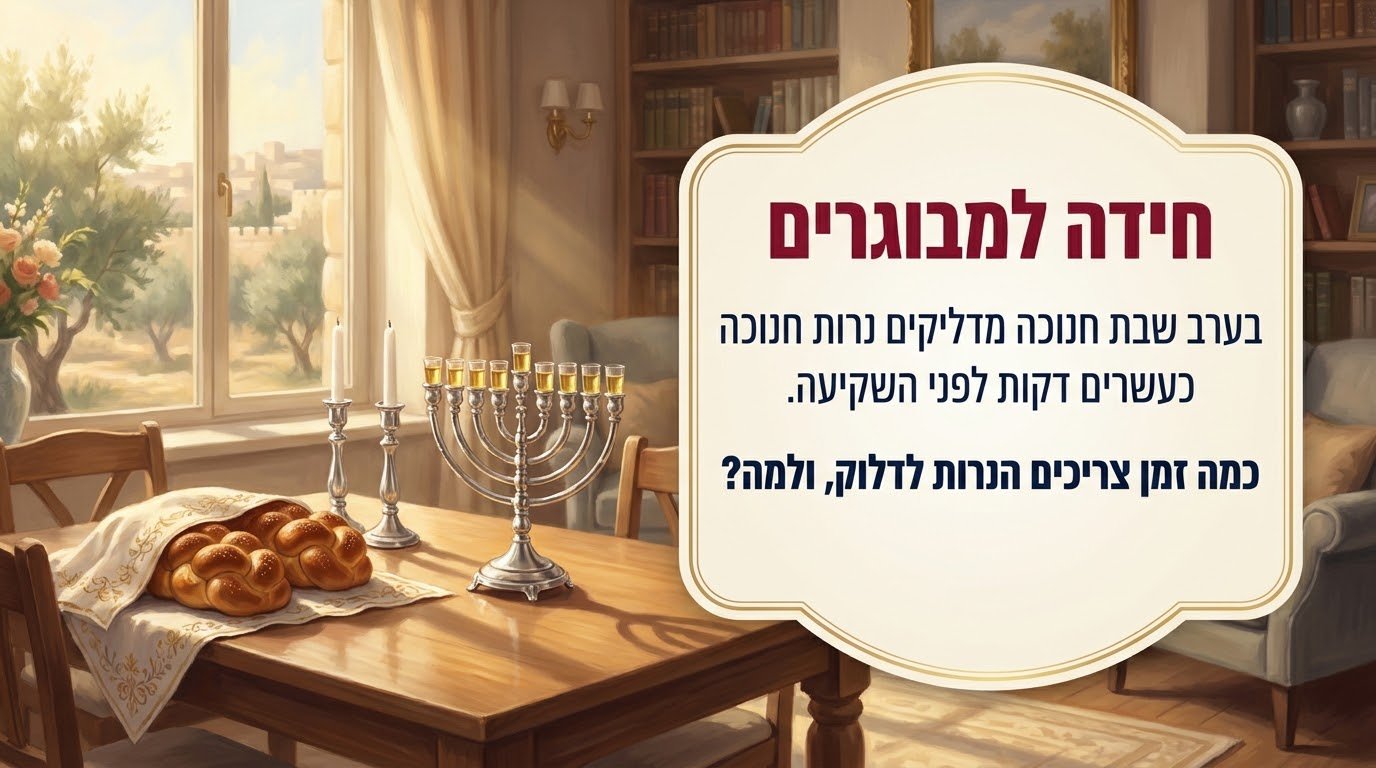 חידה למבוגרים
בערב שבת חנוכה מדליקים נרות חנוכה
כעשרים דקות לפני השקיעה.
כמה זמן צריכים הנרות לדלוק, ולמה?